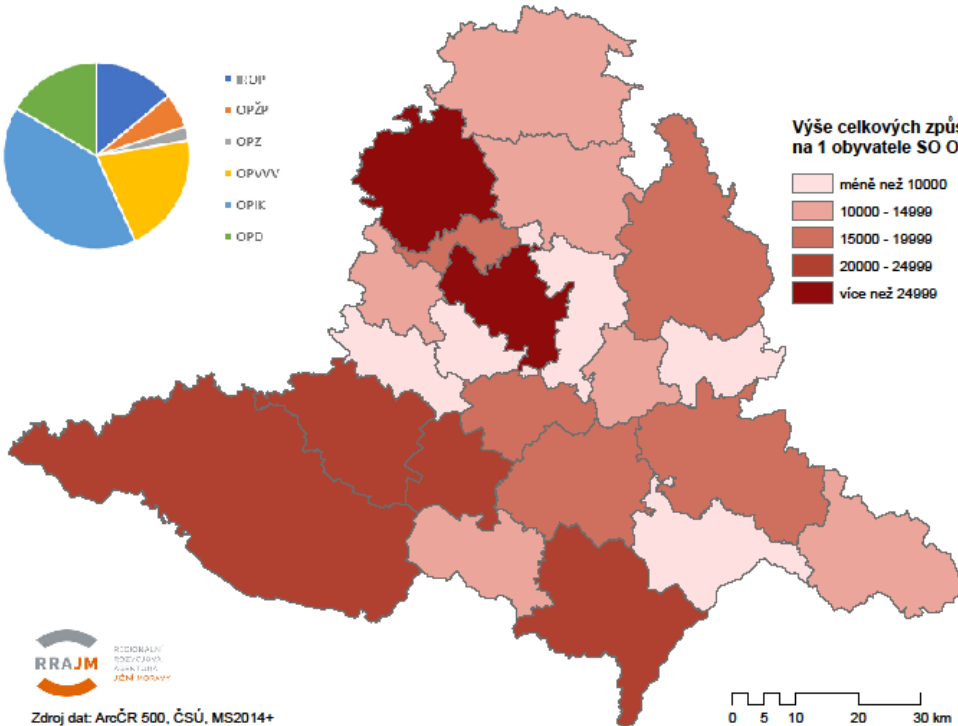 IROP
OPŽP
OPZ
OPVVV
OPIK
OPD
Výše celkových způs
na 1 obyvatele SO O
méně než 10000
10000 - 14999
15000 - 19999
20000 - 24999
více než 24999
RRAJM
REGIONÁLNÍ
ROZVOJOVÁ
AGENTURA
JIŽNÍ MORAVY
Zdroj dat: ArcČR 500, ČSÚ, MS2014+
0 5 10 20 30 km